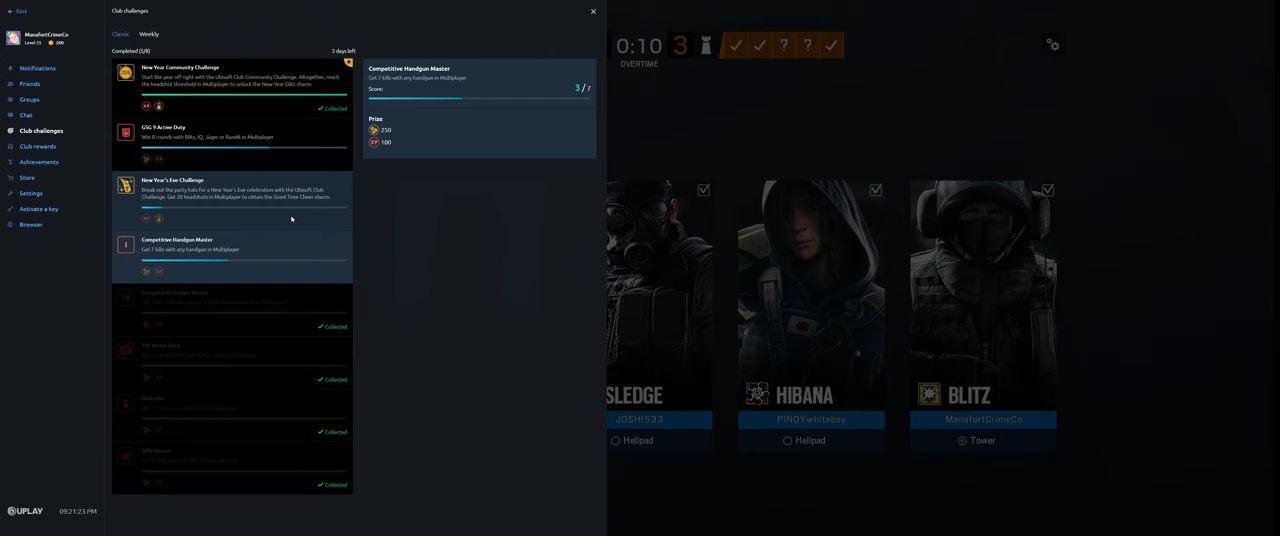 Back
Club challenges
ManafortCrimeCo
Level 35 200
Classic Weekly
Completed (5/8) 3 days left
Notifications
Friends
Groups
Chat
Club challenges
Club rewards
Achievements
Store
Settings
Activate a key
Browser
New Year Community Challenge
Start the year off right with the Ubisoft Club Community Challenge. Altogether, reach
the headshot threshold in Multiplayer to unlock the New Year Glitz charm.
XP
Collected
GSG 9 Active Duty
Win 8 rounds with Blitz, IQ, Jäger or Bandit in Multiplayer
XP
New Year's Eve Challenge
Break out the party hats for a New Year's Eve celebration with the Ubisoft Club
Challenge. Get 20 headshots in Multiplayer to obtain the Good Time Cheer charm.
XP
Competitive Handgun Master
Get 7 kills with any handgun in Multiplayer
XP
Collected
Collected
Defender
Collected
Collected
Competitive Handgun Master
Get 7 kills with any handgun in Multiplayer
Score: 3 / 7
Prize
250
XP 100
0:10 3 ? ?
OVERTIME
SLEDGE
JOSH1533
Helipad
HIBANA
PINOYwhiteboy
Helipad
BLITZ
ManafortCrimeCo
Tower
UPLAY 09:21:23 PM